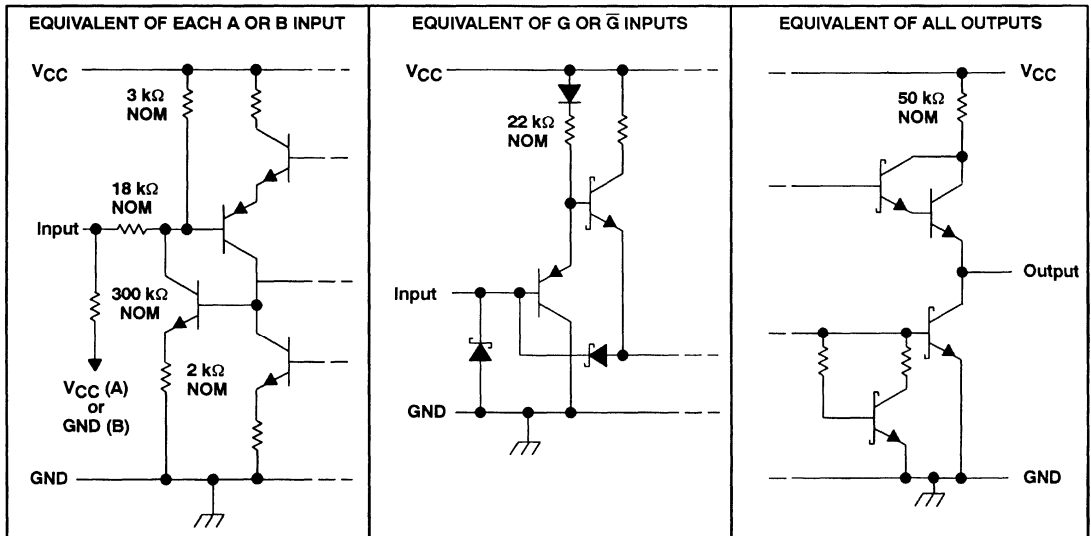 EQUIVALENT OF EACH A OR B INPUT
VCC
3 kΩ
NOM
18 kΩ
NOM
Input
300 kΩ
NOM
2 kΩ
NOM
VCC (A)
or
GND (B)
GND
EQUIVALENT OF G OR G̅ INPUTS
VCC
22 kΩ
NOM
Input
GND
EQUIVALENT OF ALL OUTPUTS
VCC
50 kΩ
NOM
Output
GND